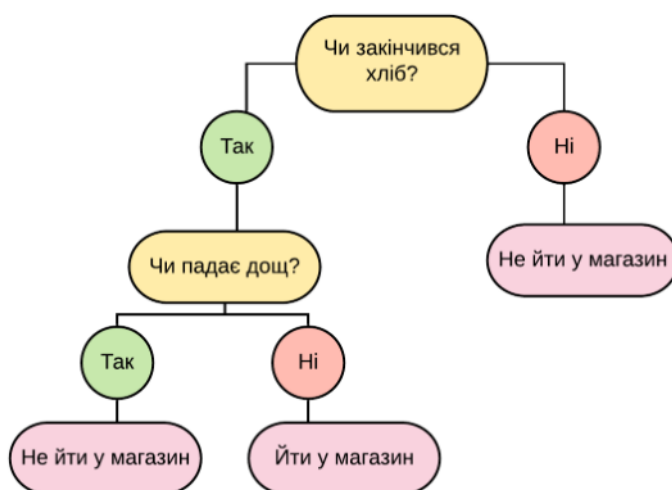 Чи закінчився
хліб?
Так
Ні
Не йти у магазин
Чи падає дощ?
Так
Ні
Не йти у магазин
Йти у магазин